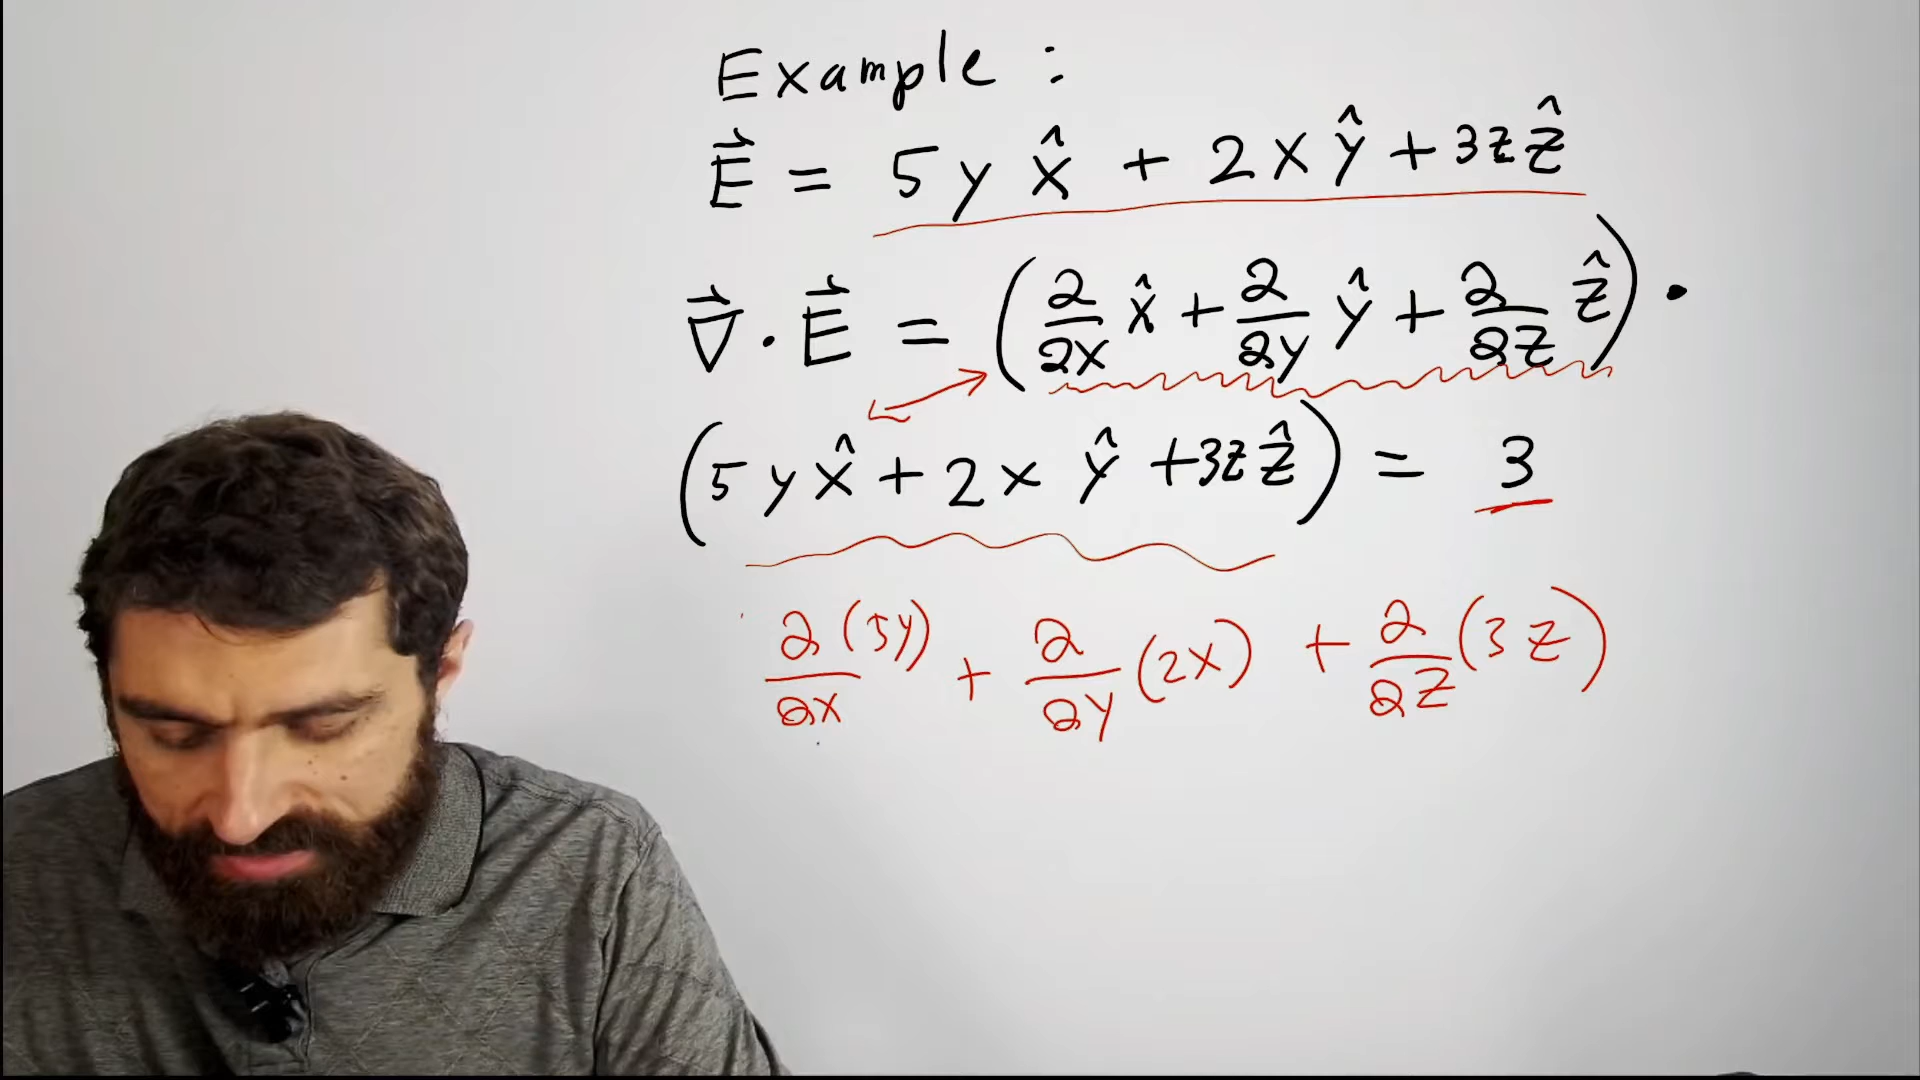 Example :
E⃗ = 5y x̂ + 2x ŷ + 3z ẑ
∇⃗ · E⃗ = (∂/∂x x̂ + ∂/∂y ŷ + ∂/∂z ẑ) ·
(5y x̂ + 2x ŷ + 3z ẑ) = 3
∂/∂x (5y) + ∂/∂y (2x) + ∂/∂z (3z)